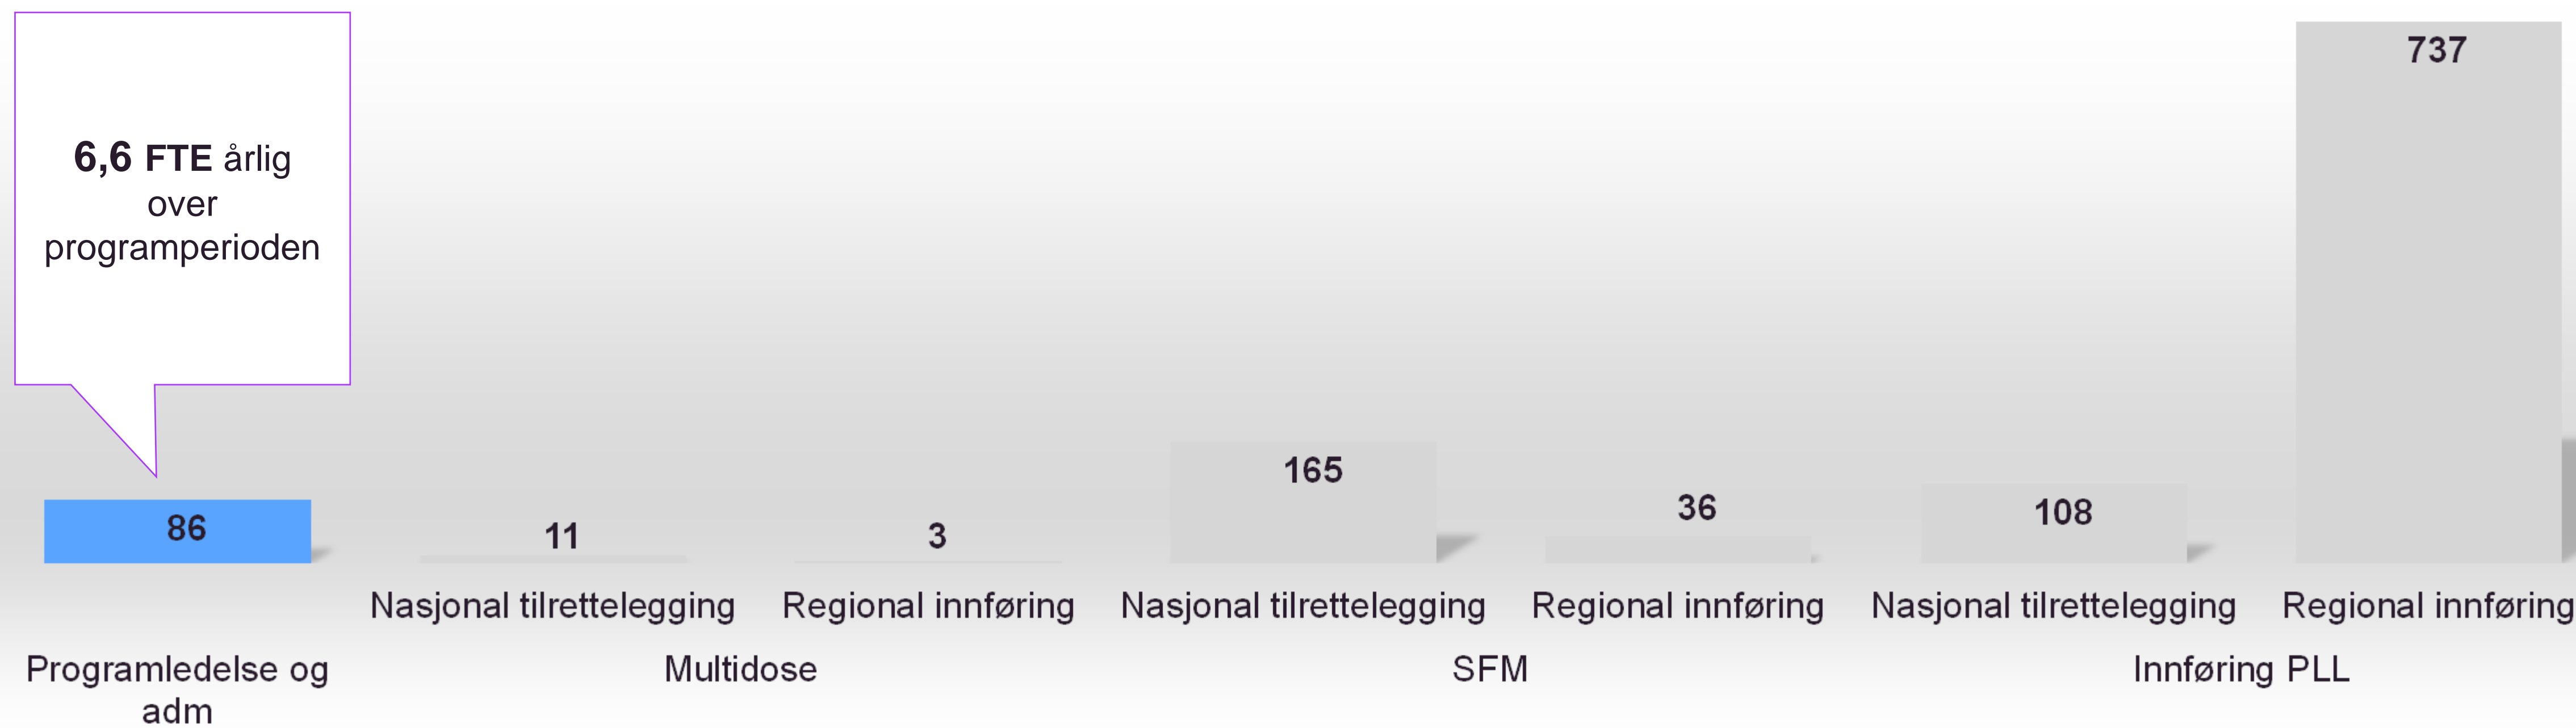 6,6 FTE årlig
over
programperioden
737
165
36
108
86
11
3
Nasjonal tilrettelegging Regional innføring Nasjonal tilrettelegging Regional innføring Nasjonal tilrettelegging Regional innføring
Programledelse og
adm
Multidose
SFM
Innføring PLL